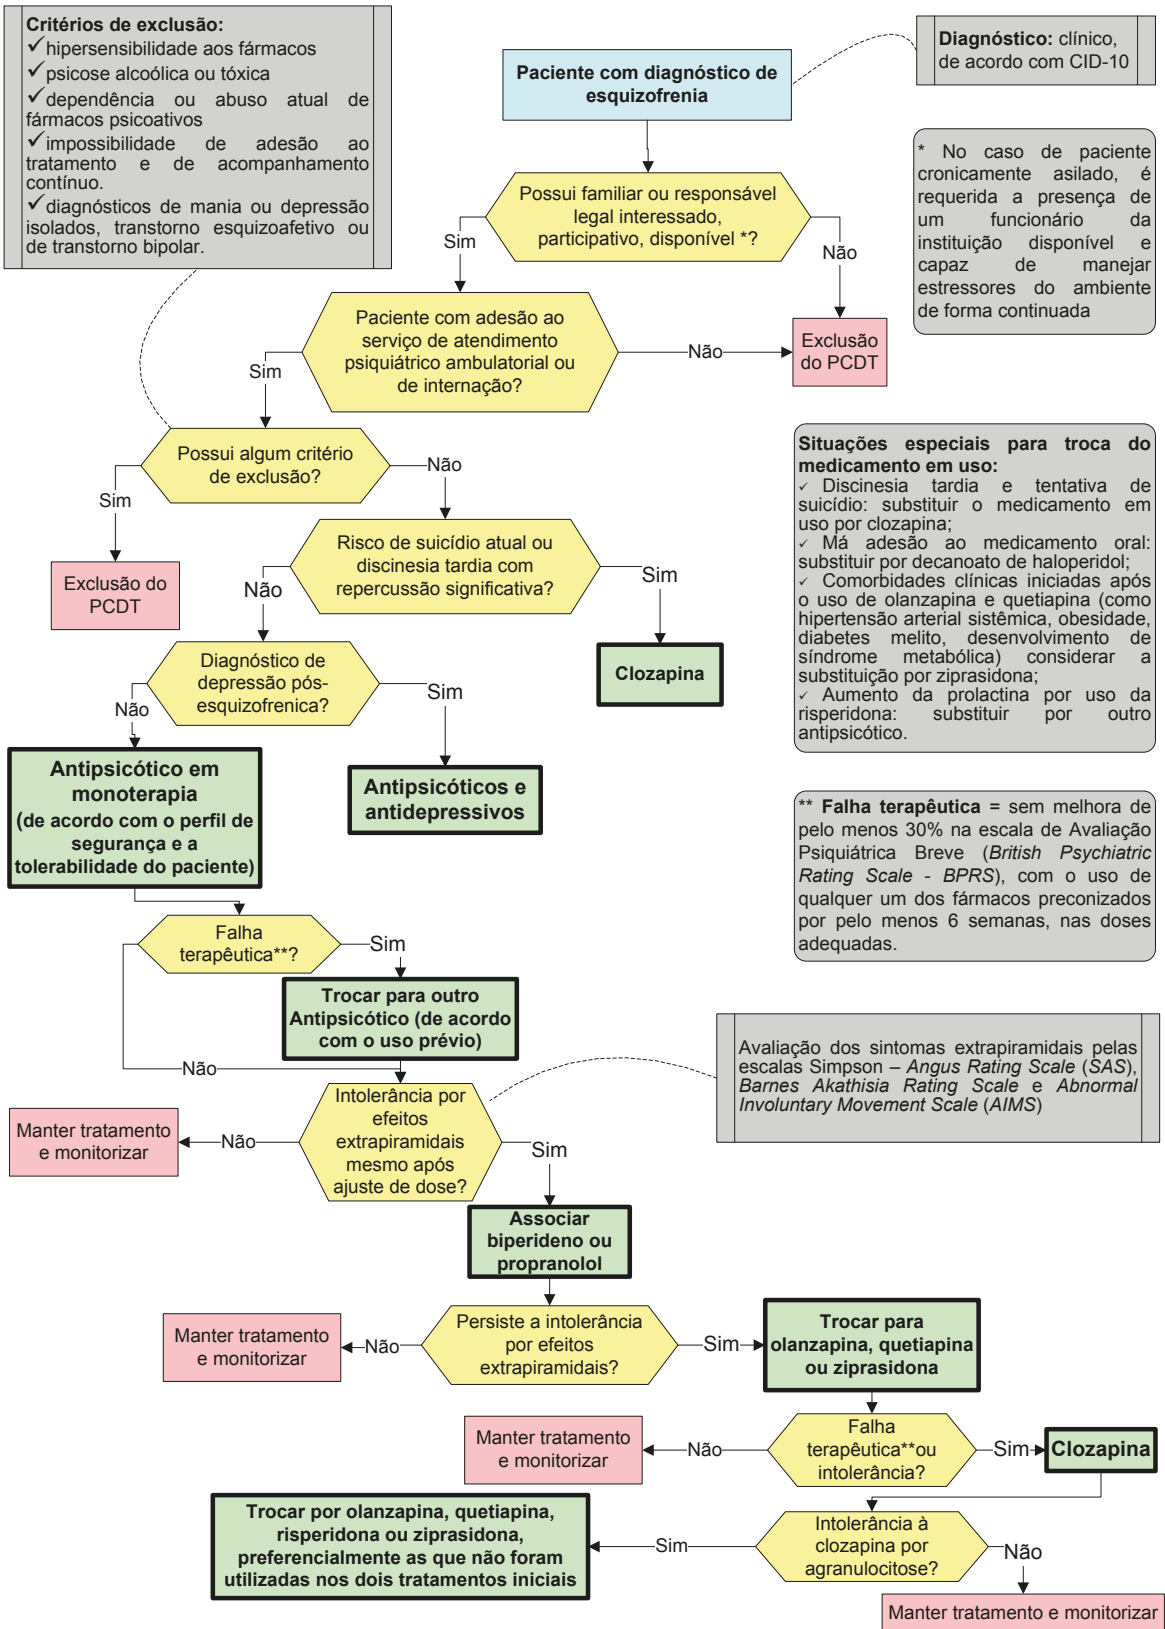 Critérios de exclusão:
✓hipersensibilidade aos fármacos
✓psicose alcoólica ou tóxica
✓dependência ou abuso atual de
fármacos psicoativos
✓impossibilidade de adesão ao
tratamento e de acompanhamento
contínuo.
✓diagnósticos de mania ou depressão
isolados, transtorno esquizoafetivo ou
de transtorno bipolar.
Paciente com diagnóstico de
esquizofrenia
Diagnóstico: clínico,
de acordo com CID-10
* No caso de paciente
cronicamente asilado, é
requerida a presença de
um funcionário da
instituição disponível e
capaz de manejar
estressores do ambiente
de forma continuada
Possui familiar ou responsável
legal interessado,
participativo, disponível *?
Sim
Não
Paciente com adesão ao
serviço de atendimento
psiquiátrico ambulatorial ou
de internação?
Não
Exclusão
do PCDT
Sim
Possui algum critério
de exclusão?
Não
Sim
Exclusão do
PCDT
Risco de suicídio atual ou
discinesia tardia com
repercussão significativa?
Sim
Não
Clozapina
Situações especiais para troca do
medicamento em uso:
✓ Discinesia tardia e tentativa de
suicídio: substituir o medicamento em
uso por clozapina;
✓ Má adesão ao medicamento oral:
substituir por decanoato de haloperidol;
✓ Comorbidades clínicas iniciadas após
o uso de olanzapina e quetiapina (como
hipertensão arterial sistêmica, obesidade,
diabetes melito, desenvolvimento de
síndrome metabólica) considerar a
substituição por ziprasidona;
✓ Aumento da prolactina por uso da
risperidona: substituir por outro
antipsicótico.
Diagnóstico de
depressão pós-
esquizofrenica?
Sim
Não
Antipsicótico em
monoterapia
(de acordo com o perfil de
segurança e a
tolerabilidade do paciente)
Antipsicóticos e
antidepressivos
** Falha terapêutica = sem melhora de
pelo menos 30% na escala de Avaliação
Psiquiátrica Breve (British Psychiatric
Rating Scale - BPRS), com o uso de
qualquer um dos fármacos preconizados
por pelo menos 6 semanas, nas doses
adequadas.
Falha
terapêutica**?
Sim
Trocar para outro
Antipsicótico (de acordo
com o uso prévio)
Não
Avaliação dos sintomas extrapiramidais pelas
escalas Simpson – Angus Rating Scale (SAS),
Barnes Akathisia Rating Scale e Abnormal
Involuntary Movement Scale (AIMS)
Intolerância por
efeitos
extrapiramidais
mesmo após
ajuste de dose?
Não
Manter tratamento
e monitorizar
Sim
Associar
biperideno ou
propranolol
Persiste a intolerância
por efeitos
extrapiramidais?
Não
Manter tratamento
e monitorizar
Sim
Trocar para
olanzapina, quetiapina
ou ziprasidona
Falha
terapêutica**ou
intolerância?
Não
Manter tratamento
e monitorizar
Sim
Clozapina
Intolerância à
clozapina por
agranulocitose?
Sim
Trocar por olanzapina, quetiapina,
risperidona ou ziprasidona,
preferencialmente as que não foram
utilizadas nos dois tratamentos iniciais
Não
Manter tratamento e monitorizar